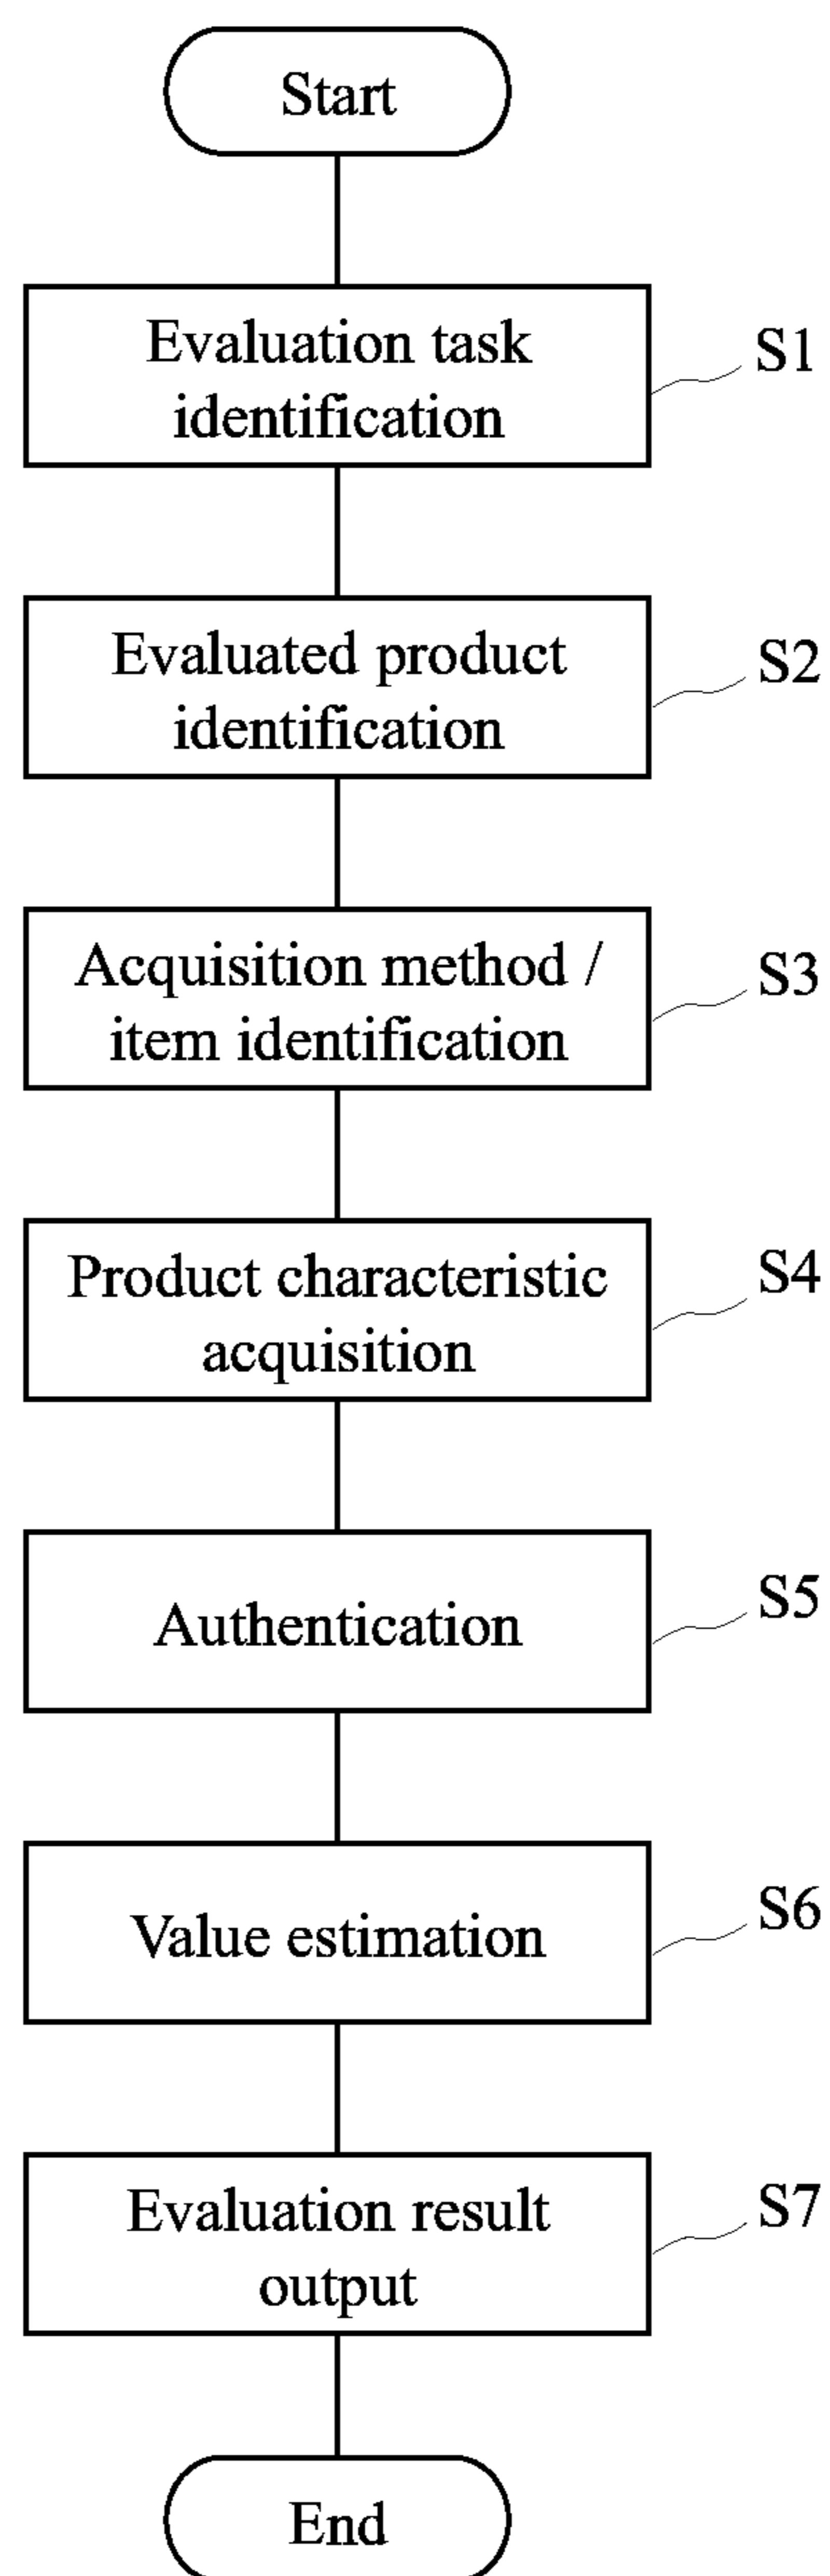 Start
Evaluation task
identification
S1
Evaluated product
identification
S2
Acquisition method /
item identification
S3
Product characteristic
acquisition
S4
Authentication
S5
Value estimation
S6
Evaluation result
output
S7
End